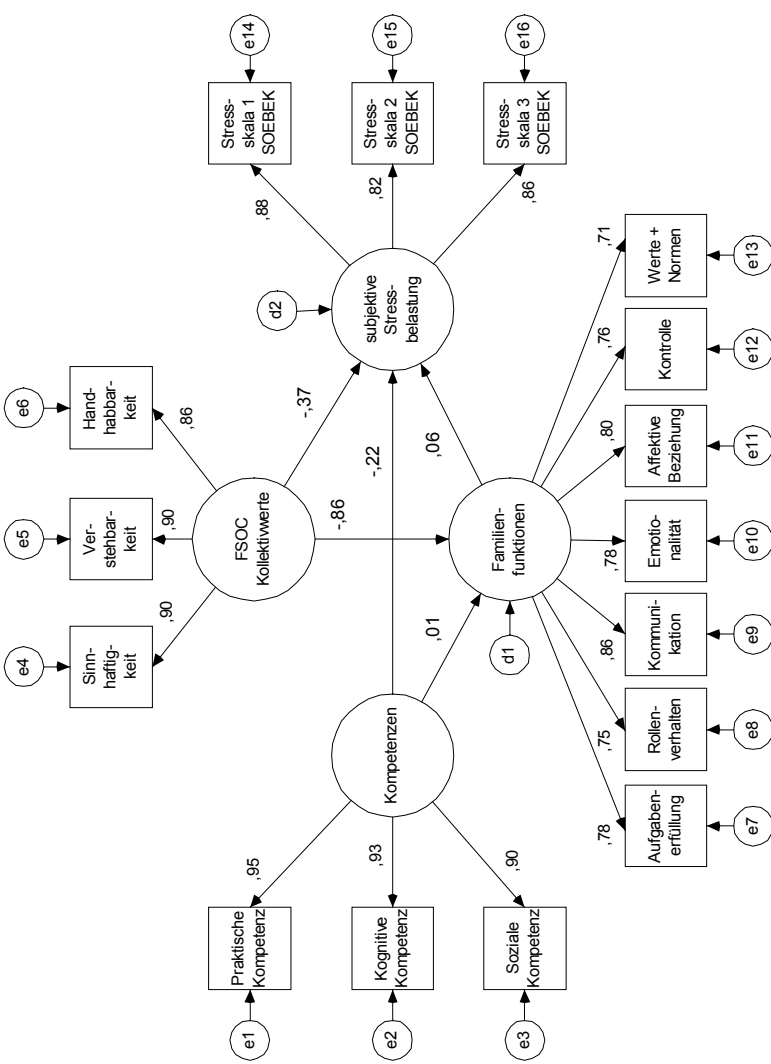 e4
e5
e6
Sinn-
haftig-
keit
Ver-
stehbar-
keit
Hand-
habbar-
keit
,90
,90
,86
FSOC
Kollektivwerte
e1
e2
e3
Praktische
Kompetenz
Kognitive
Kompetenz
Soziale
Kompetenz
,95
,93
,90
Kompetenzen
-,37
-,22
-,86
,01
,06
d1
d2
subjektive
Stress-
belastung
,88
,82
,86
Stress-
skala 1
SOEBEK
Stress-
skala 2
SOEBEK
Stress-
skala 3
SOEBEK
e14
e15
e16
Familien-
funktionen
,78
,75
,86
,78
,80
,76
,71
Aufgaben-
erfüllung
Rollen-
verhalten
Kommuni-
kation
Emotio-
nalität
Affektive
Beziehung
Kontrolle
Werte +
Normen
e7
e8
e9
e10
e11
e12
e13